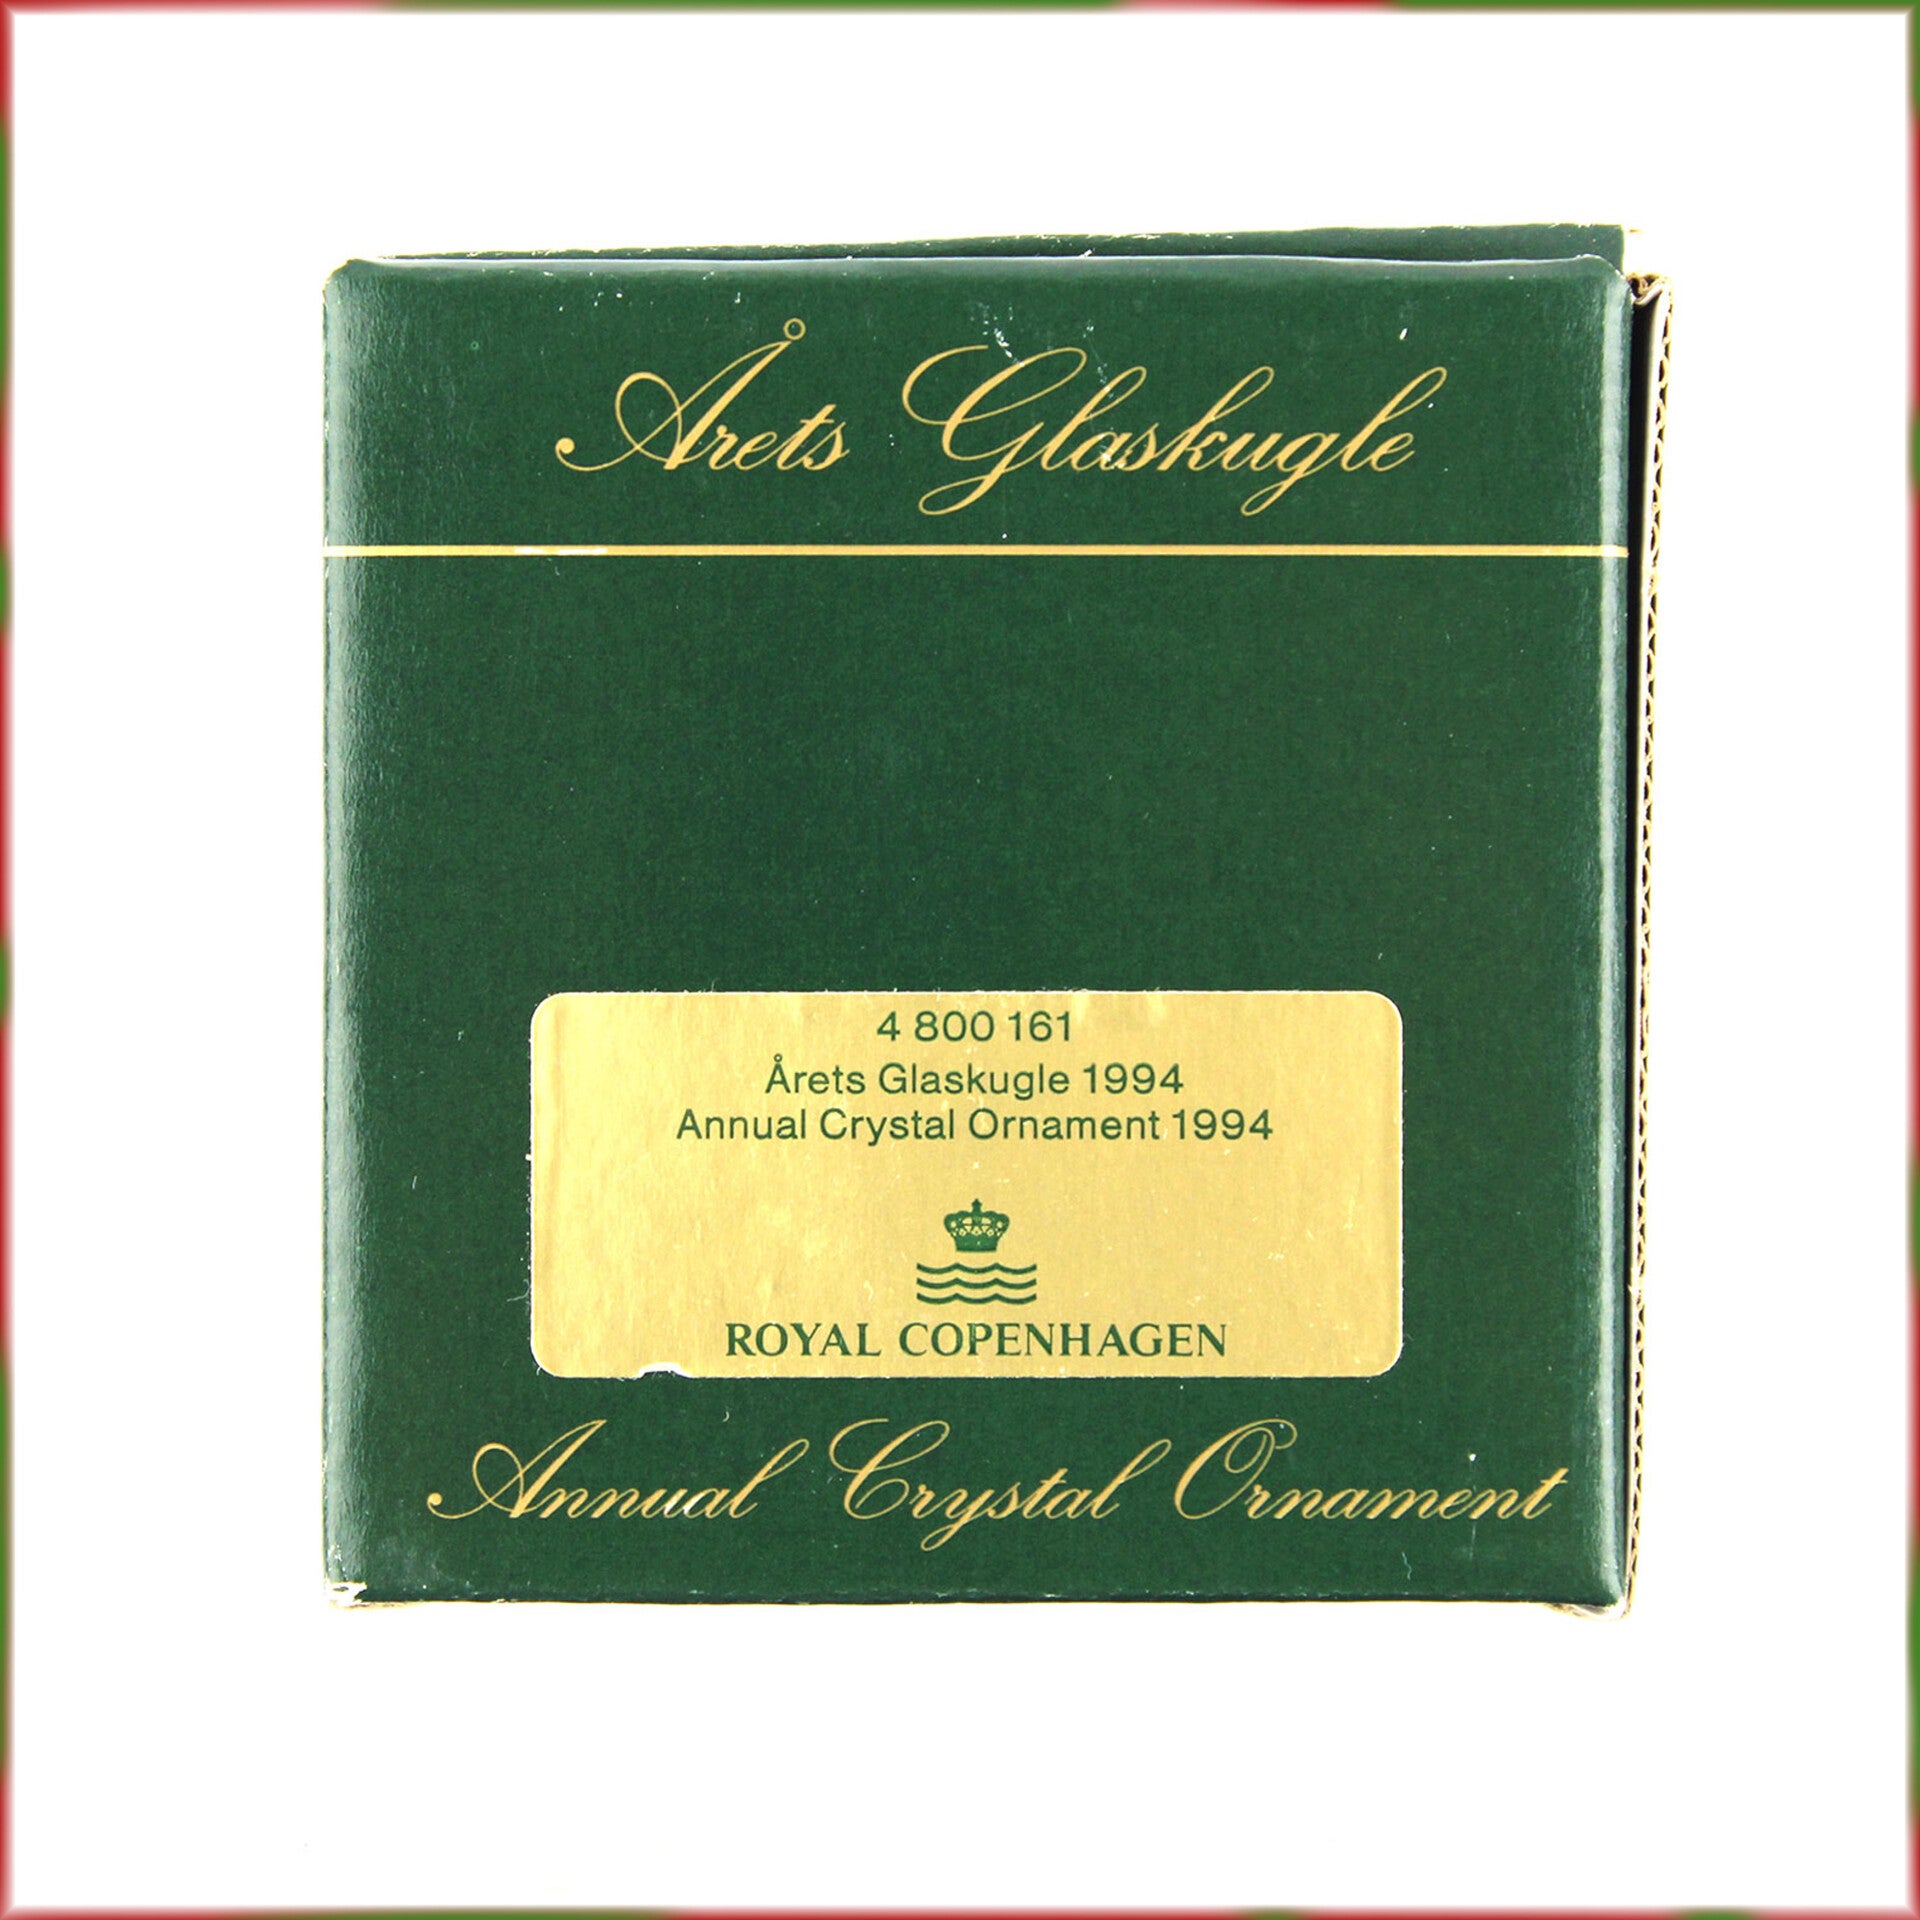 Årets Glaskugle
4 800 161
Årets Glaskugle 1994
Annual Crystal Ornament 1994
ROYAL COPENHAGEN
Annual Crystal Ornament